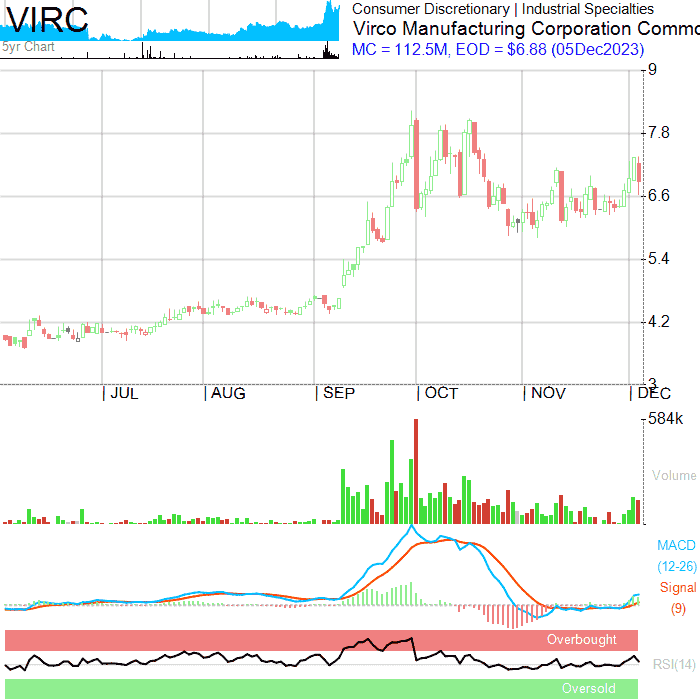 VIRC
5yr Chart
Consumer Discretionary | Industrial Specialties
Virco Manufacturing Corporation Commo
MC = 112.5M, EOD = $6.88 (05Dec2023)
9
7.8
6.6
5.4
4.2
3
JUL
AUG
SEP
OCT
NOV
DEC
584k
Volume
MACD
(12-26)
Signal
(9)
Overbought
RSI(14)
Oversold